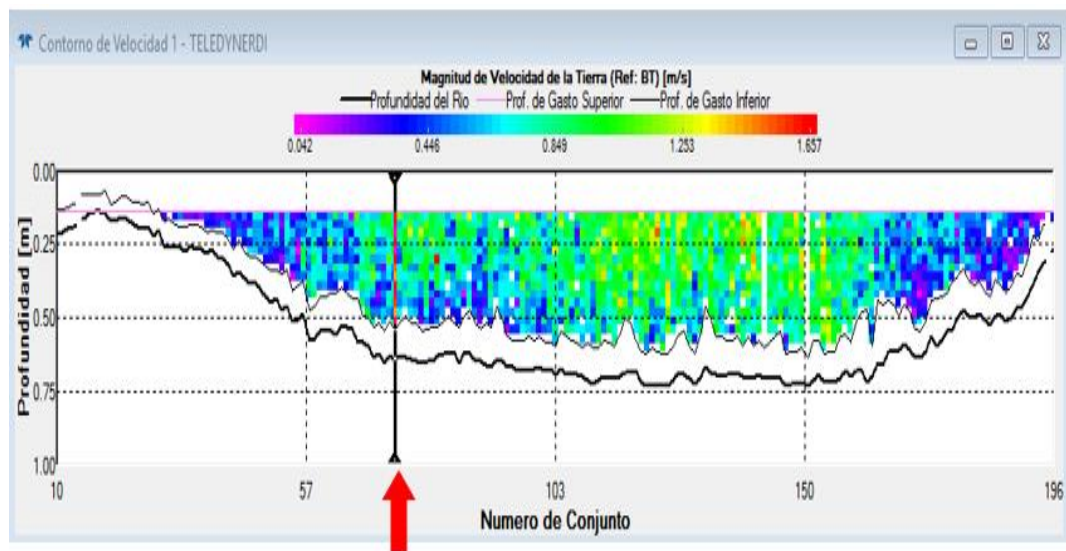 Contorno de Velocidad 1 - TELEDYNERDI
Magnitud de Velocidad de la Tierra (Ref: BT) [m/s]
Profundidad del Rio Prof. de Gasto Superior Prof. de Gasto Inferior
0.042 0.446 0.849 1.253 1.657
0.00
0.25
0.50
0.75
1.00
Profundidad [m]
10 57 103 150 196
Numero de Conjunto